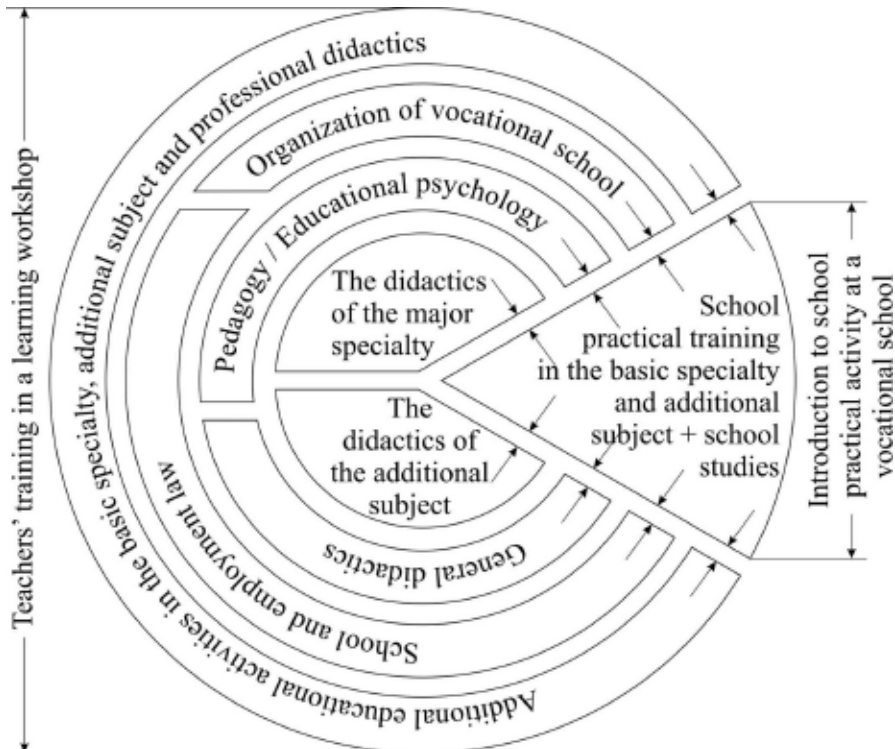 Teachers’ training in a learning workshop
Additional educational activities in the basic specialty, additional subject and professional didactics
Organization of vocational school
Pedagogy / Educational psychology
The didactics
of the major
specialty
The
didactics of
the additional
subject
General didactics
School and employment law
School
practical training
in the basic specialty
and additional
subject + school
studies
Introduction to school
practical activity at a
vocational school